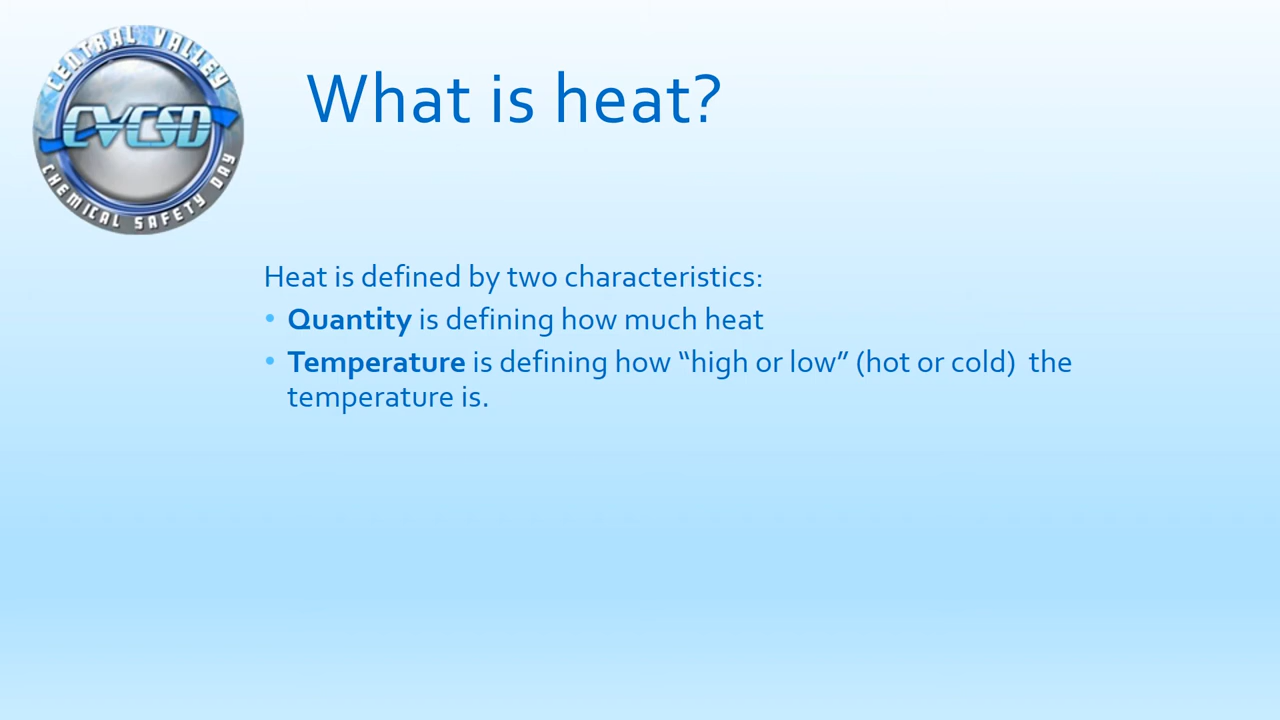 CENTRAL VALLEY
CVCSD
CHEMICAL SAFETY DAY
What is heat?
Heat is defined by two characteristics:
• Quantity is defining how much heat
• Temperature is defining how “high or low” (hot or cold)  the
temperature is.